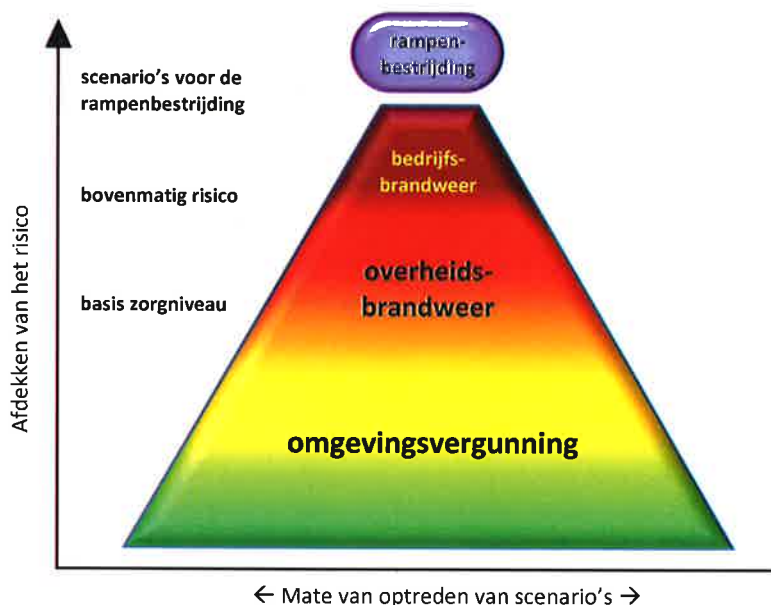 rampen-
bestrijding
scenario's voor de
rampenbestrijding
bedrijfs-
brandweer
bovenmatig risico
overheids-
brandweer
basis zorgniveau
omgevingsvergunning
Afdekken van het risico
← Mate van optreden van scenario's →